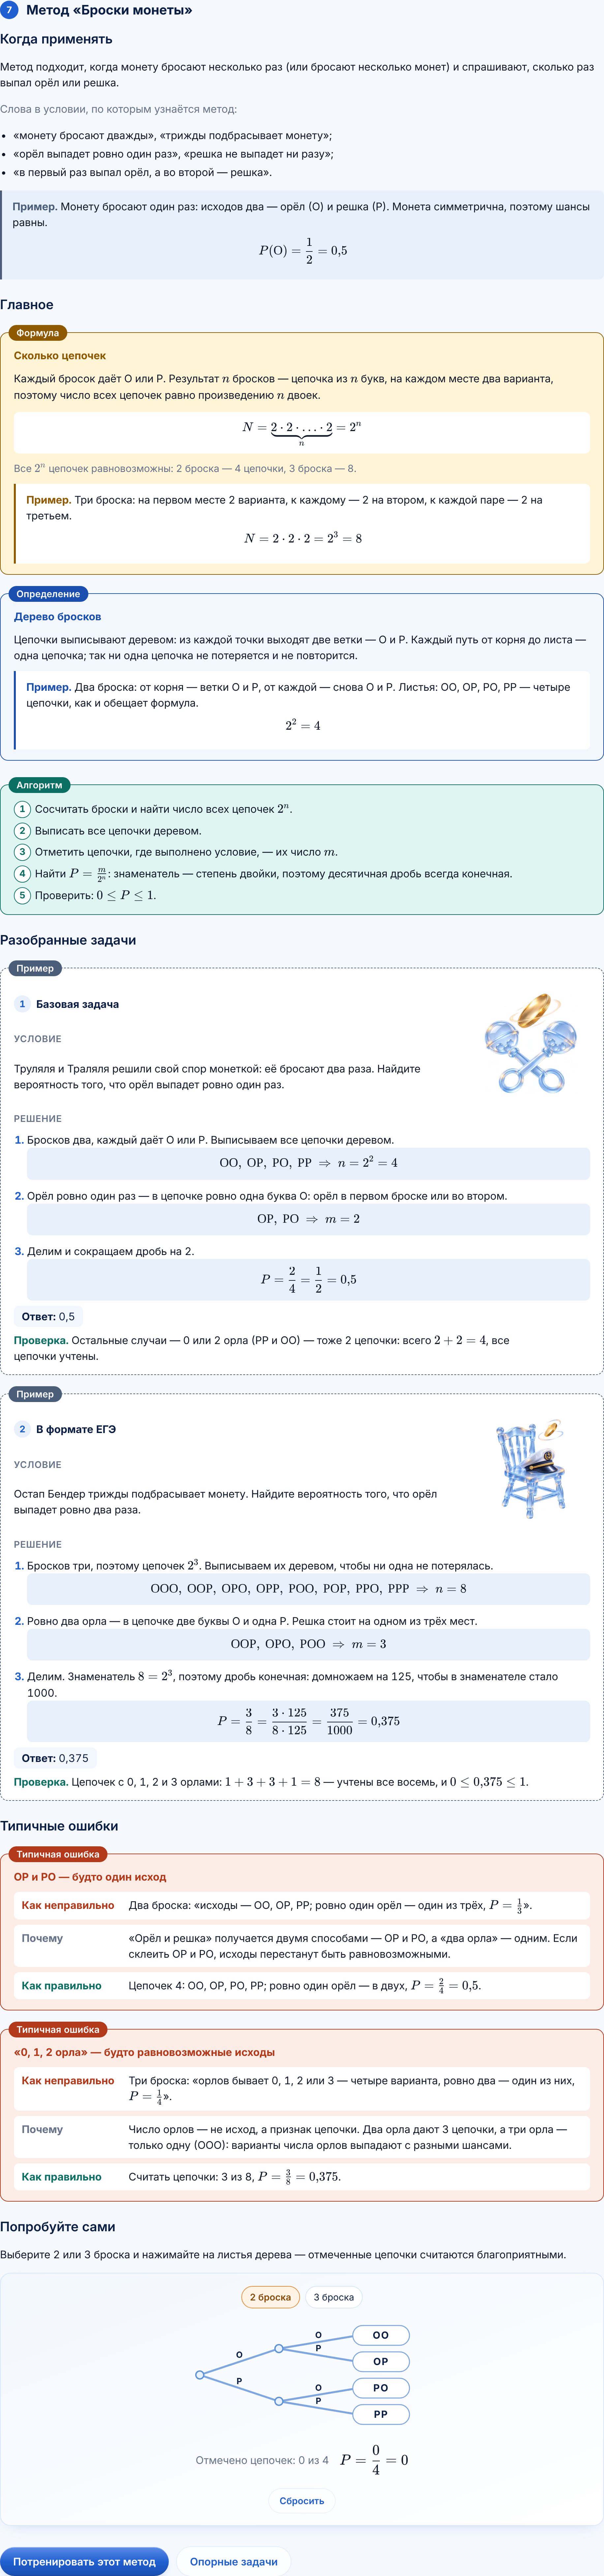 7 Метод «Броски монеты»
Когда применять
Метод подходит, когда монету бросают несколько раз (или бросают несколько монет) и спрашивают, сколько раз
выпал орёл или решка.
Слова в условии, по которым узнаётся метод:
• «монету бросают дважды», «трижды подбрасывает монету»;
• «орёл выпадет ровно один раз», «решка не выпадет ни разу»;
• «в первый раз выпал орёл, а во второй — решка».
Пример. Монету бросают один раз: исходов два — орёл (О) и решка (Р). Монета симметрична, поэтому шансы
равны.
P(О) = 1/2 = 0,5
Главное
Формула
Сколько цепочек
Каждый бросок даёт О или Р. Результат n бросков — цепочка из n букв, на каждом месте два варианта,
поэтому число всех цепочек равно произведению n двоек.
N = 2 · 2 · … · 2 = 2ⁿ
n
Все 2ⁿ цепочек равновозможны: 2 броска — 4 цепочки, 3 броска — 8.
Пример. Три броска: на первом месте 2 варианта, к каждому — 2 на втором, к каждой паре — 2 на
третьем.
N = 2 · 2 · 2 = 2³ = 8
Определение
Дерево бросков
Цепочки выписывают деревом: из каждой точки выходят две ветки — О и Р. Каждый путь от корня до листа —
одна цепочка; так ни одна цепочка не потеряется и не повторится.
Пример. Два броска: от корня — ветки О и Р, от каждой — снова О и Р. Листья: ОО, ОР, РО, РР — четыре
цепочки, как и обещает формула.
2² = 4
Алгоритм
1 Сосчитать броски и найти число всех цепочек 2ⁿ.
2 Выписать все цепочки деревом.
3 Отметить цепочки, где выполнено условие, — их число m.
4 Найти P = m/2ⁿ: знаменатель — степень двойки, поэтому десятичная дробь всегда конечная.
5 Проверить: 0 ≤ P ≤ 1.
Разобранные задачи
Пример
1 Базовая задача
УСЛОВИЕ
Труляля и Траляля решили свой спор монеткой: её бросают два раза. Найдите
вероятность того, что орёл выпадет ровно один раз.
РЕШЕНИЕ
1. Бросков два, каждый даёт О или Р. Выписываем все цепочки деревом.
ОО, ОР, РО, РР ⇒ n = 2² = 4
2. Орёл ровно один раз — в цепочке ровно одна буква О: орёл в первом броске или во втором.
ОР, РО ⇒ m = 2
3. Делим и сокращаем дробь на 2.
P = 2/4 = 1/2 = 0,5
Ответ: 0,5
Проверка. Остальные случаи — 0 или 2 орла (РР и ОО) — тоже 2 цепочки: всего 2 + 2 = 4, все
цепочки учтены.
Пример
2 В формате ЕГЭ
УСЛОВИЕ
Остап Бендер трижды подбрасывает монету. Найдите вероятность того, что орёл
выпадет ровно два раза.
РЕШЕНИЕ
1. Бросков три, поэтому цепочек 2³. Выписываем их деревом, чтобы ни одна не потерялась.
ООО, ООР, ОРО, ОРР, РОО, РОР, РРО, РРР ⇒ n = 8
2. Ровно два орла — в цепочке две буквы О и одна Р. Решка стоит на одном из трёх мест.
ООР, ОРО, РОО ⇒ m = 3
3. Делим. Знаменатель 8 = 2³, поэтому дробь конечная: домножаем на 125, чтобы в знаменателе стало
1000.
P = 3/8 = 3 · 125/8 · 125 = 375/1000 = 0,375
Ответ: 0,375
Проверка. Цепочек с 0, 1, 2 и 3 орлами: 1 + 3 + 3 + 1 = 8 — учтены все восемь, и 0 ≤ 0,375 ≤ 1.
Типичные ошибки
Типичная ошибка
ОР и РО — будто один исход
Как неправильно Два броска: «исходы — ОО, ОР, РР; ровно один орёл — один из трёх, P = 1/3».
Почему «Орёл и решка» получается двумя способами — ОР и РО, а «два орла» — одним. Если
склеить ОР и РО, исходы перестанут быть равновозможными.
Как правильно Цепочек 4: ОО, ОР, РО, РР; ровно один орёл — в двух, P = 2/4 = 0,5.
Типичная ошибка
«0, 1, 2 орла» — будто равновозможные исходы
Как неправильно Три броска: «орлов бывает 0, 1, 2 или 3 — четыре варианта, ровно два — один из них,
P = 1/4».
Почему Число орлов — не исход, а признак цепочки. Два орла дают 3 цепочки, а три орла —
только одну (ООО): варианты числа орлов выпадают с разными шансами.
Как правильно Считать цепочки: 3 из 8, P = 3/8 = 0,375.
Попробуйте сами
Выберите 2 или 3 броска и нажимайте на листья дерева — отмеченные цепочки считаются благоприятными.
2 броска 3 броска
О ОО
О Р ОР
Р О РО
Р РР
Отмечено цепочек: 0 из 4 P = 0/4 = 0
Сбросить
Потренировать этот метод Опорные задачи